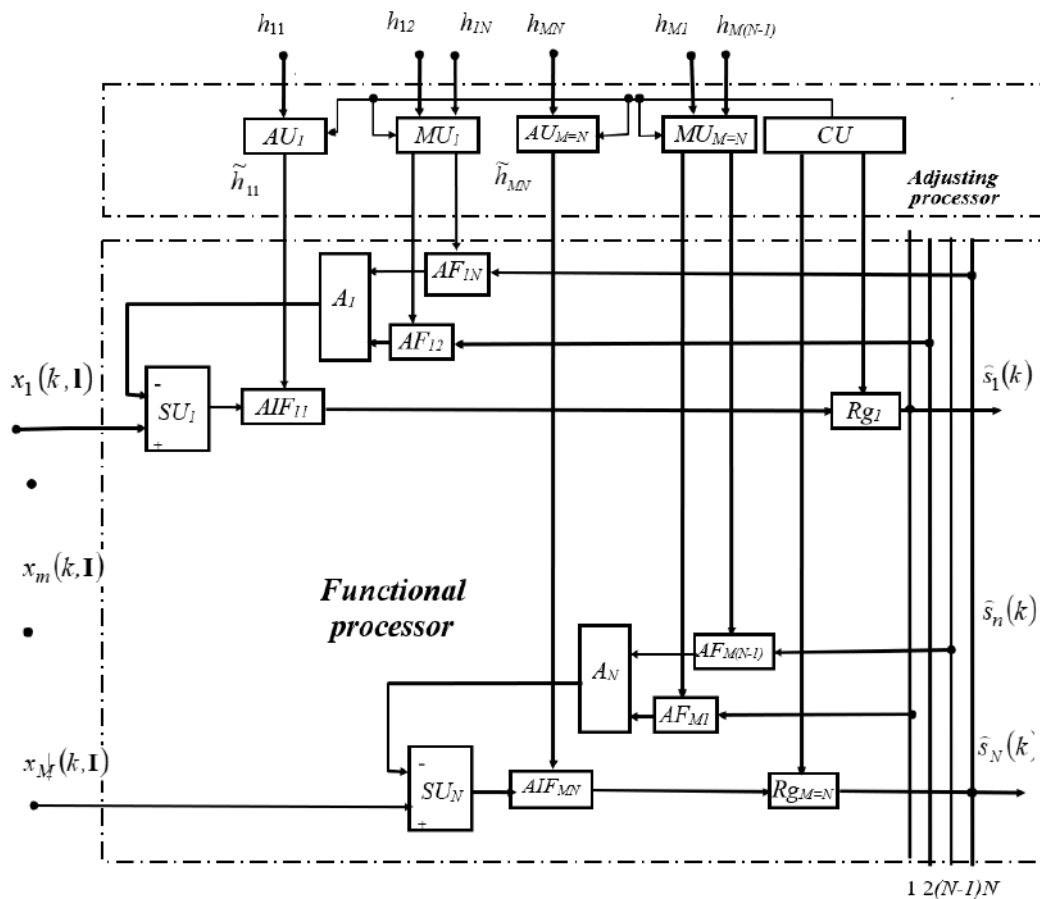 h11 h12 h1N hMN hM1 hM(N-1)
AU1 MU1 AUM=N MUM=N CU
h̃11 h̃MN
Adjusting
processor
A1 AF1N
AF12
x1(k,l) ŝ1(k)
-
SU1 AIF11 Rg1
+
xm(k,I)
Functional
processor
ŝn(k)
AN AFM(N-1)
AFM1
xM(k,I) ŝN(k)
-
SUN AIFMN RgM=N
+
1 2(N-1)N